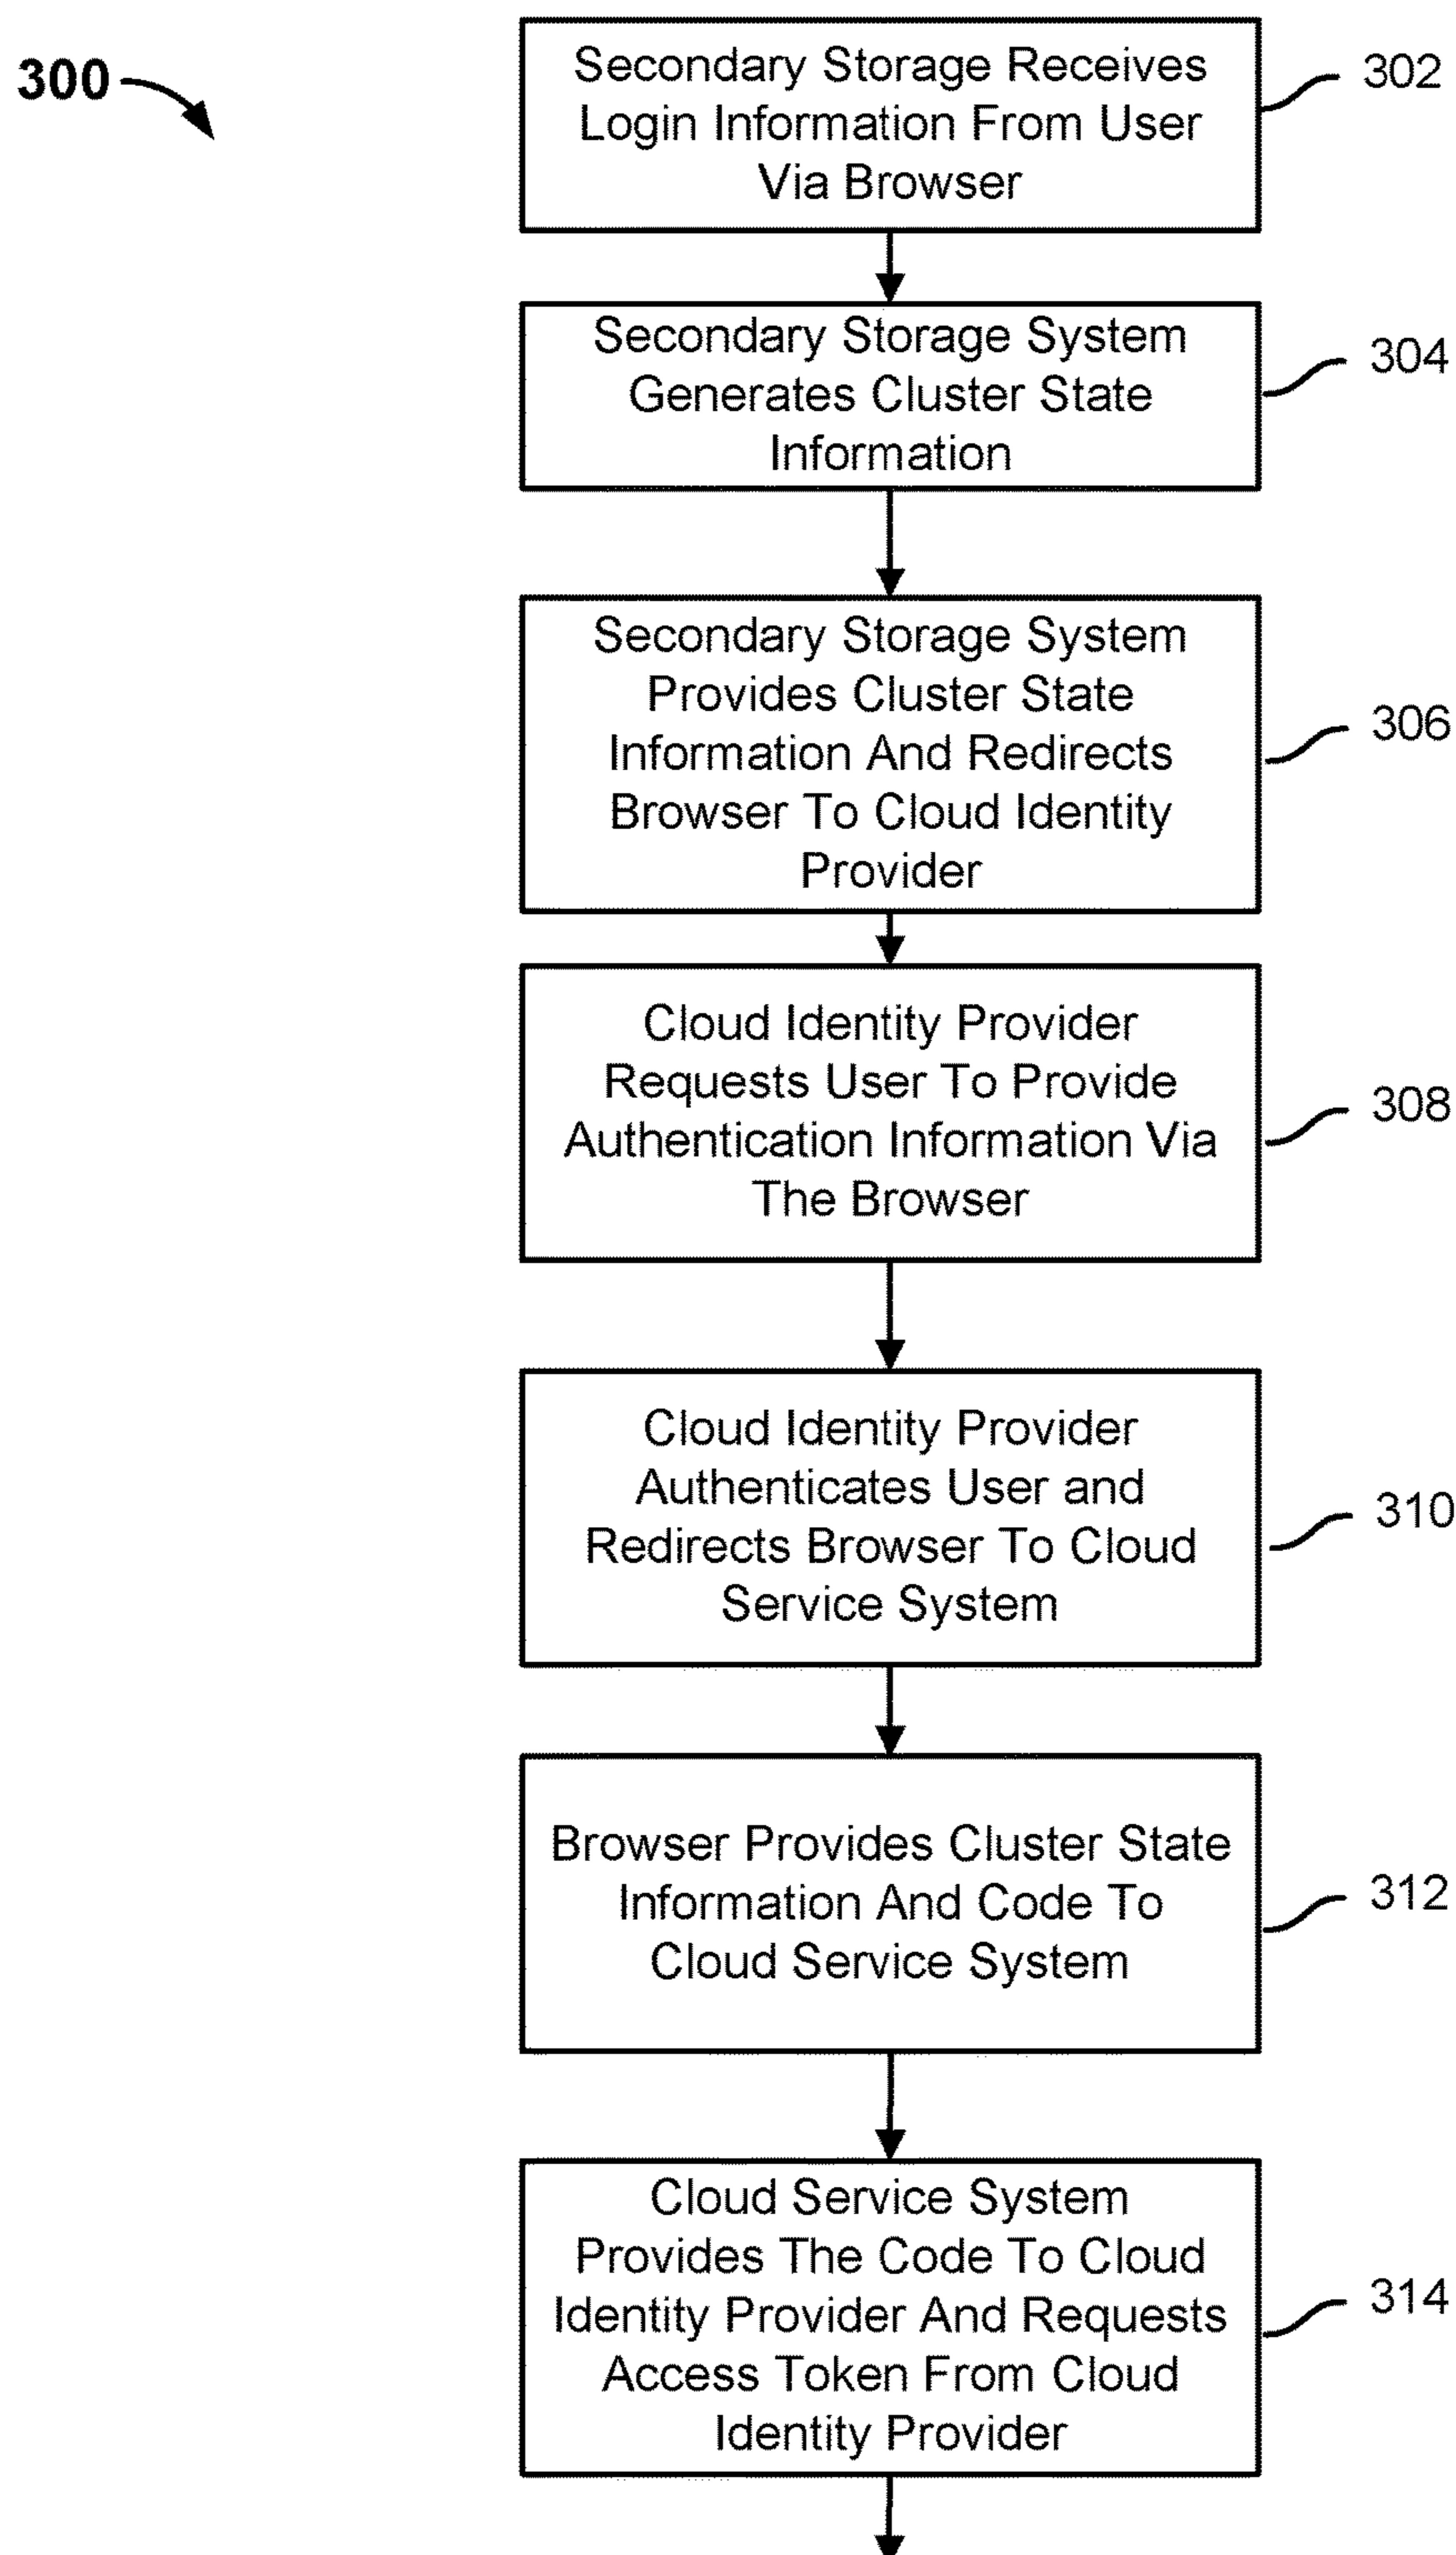 300
Secondary Storage Receives
Login Information From User
Via Browser
302
Secondary Storage System
Generates Cluster State
Information
304
Secondary Storage System
Provides Cluster State
Information And Redirects
Browser To Cloud Identity
Provider
306
Cloud Identity Provider
Requests User To Provide
Authentication Information Via
The Browser
308
Cloud Identity Provider
Authenticates User and
Redirects Browser To Cloud
Service System
310
Browser Provides Cluster State
Information And Code To
Cloud Service System
312
Cloud Service System
Provides The Code To Cloud
Identity Provider And Requests
Access Token From Cloud
Identity Provider
314